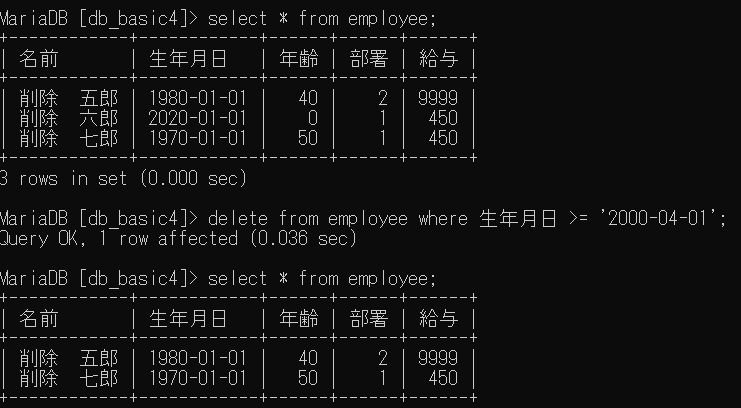 MariaDB [db_basic4]> select * from employee;
+------------+------------+------+------+------+
| 名前       | 生年月日   | 年齢 | 部署 | 給与 |
+------------+------------+------+------+------+
| 削除　五郎 | 1980-01-01 |   40 |    2 | 9999 |
| 削除　六郎 | 2020-01-01 |    0 |    1 |  450 |
| 削除　七郎 | 1970-01-01 |   50 |    1 |  450 |
+------------+------------+------+------+------+
3 rows in set (0.000 sec)
MariaDB [db_basic4]> delete from employee where 生年月日 >= '2000-04-01';
Query OK, 1 row affected (0.036 sec)
MariaDB [db_basic4]> select * from employee;
+------------+------------+------+------+------+
| 名前       | 生年月日   | 年齢 | 部署 | 給与 |
+------------+------------+------+------+------+
| 削除　五郎 | 1980-01-01 |   40 |    2 | 9999 |
| 削除　七郎 | 1970-01-01 |   50 |    1 |  450 |
+------------+------------+------+------+------+